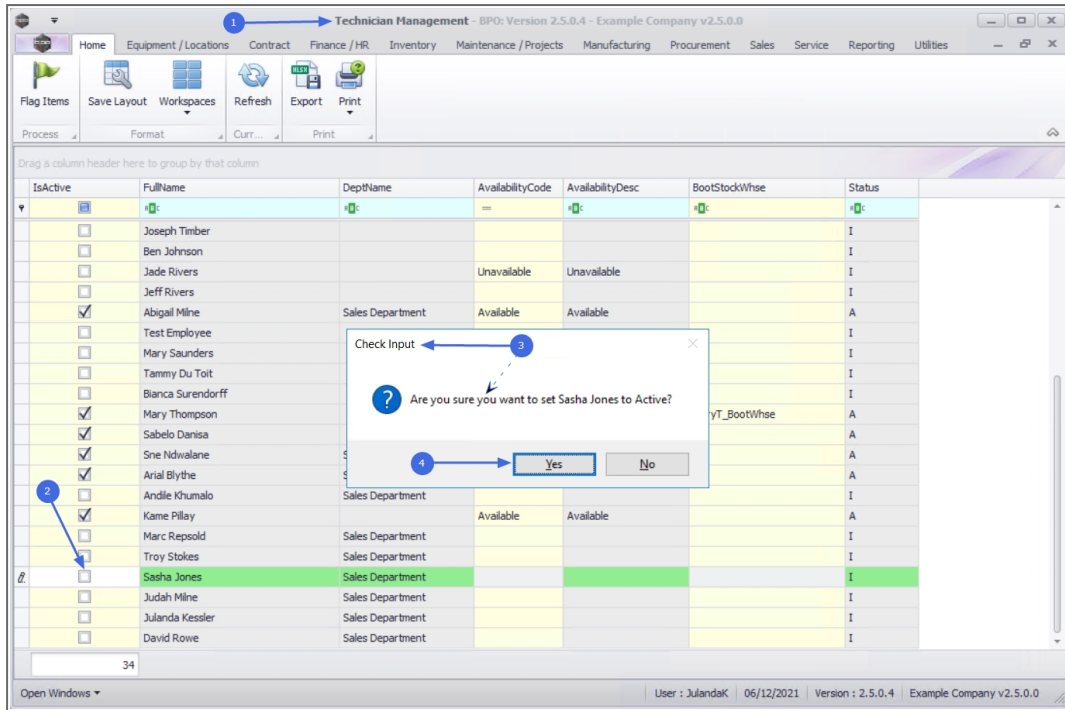 1
Technician Management - BPO: Version 2.5.0.4 - Example Company v2.5.0.0
Home Equipment / Locations Contract Finance / HR Inventory Maintenance / Projects Manufacturing Procurement Sales Service Reporting Utilities
Flag Items Save Layout Workspaces Refresh Export Print
Process Format Curr... Print
Drag a column header here to group by that column
IsActive FullName DeptName AvailabilityCode AvailabilityDesc BootStockWhse Status
Joseph Timber I
Ben Johnson I
Jade Rivers Unavailable Unavailable I
Jeff Rivers I
Abigail Milne Sales Department Available Available A
Test Employee I
Mary Saunders I
Tammy Du Toit I
Bianca Surendorff I
Mary Thompson yT_BootWhse A
Sabelo Danisa A
Sne Ndwalane S A
Arial Blythe S A
Andile Khumalo Sales Department I
Kame Pillay Available Available A
Marc Repsold Sales Department I
Troy Stokes Sales Department I
Sasha Jones Sales Department I
Judah Milne Sales Department I
Julanda Kessler Sales Department I
David Rowe Sales Department I
Check Input
3
Are you sure you want to set Sasha Jones to Active?
4
Yes No
2
34
Open Windows User : JulandaK 06/12/2021 Version : 2.5.0.4 Example Company v2.5.0.0